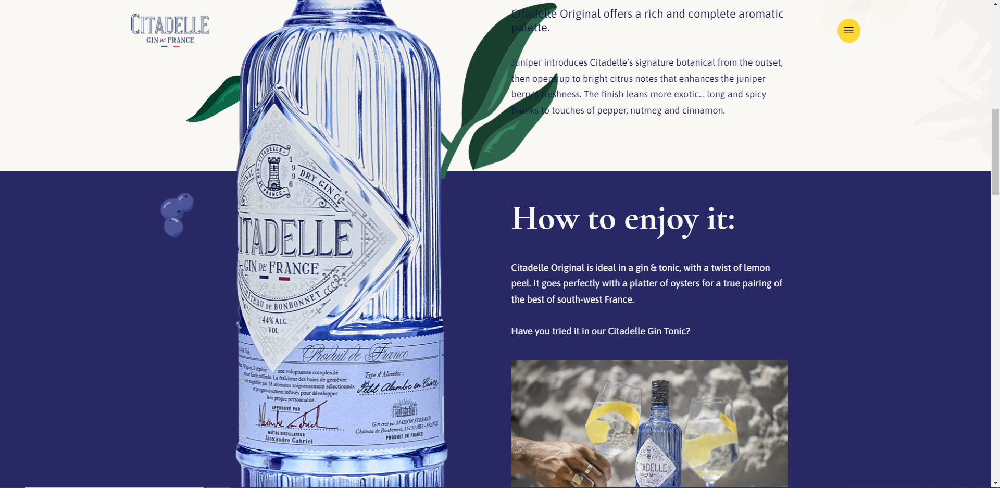 CITADELLE
GIN DE FRANCE
Citadelle Original offers a rich and complete aromatic
palette.
Juniper introduces Citadelle’s signature botanical from the outset,
then opens up to bright citrus notes that enhances the juniper
berry’s freshness. The finish leans more exotic… long and spicy
thanks to touches of pepper, nutmeg and cinnamon.
CITADELLE
GIN DE FRANCE
1996
ORIGINAL DRY GIN
CITADELLE
GIN DE FRANCE
CHATEAU DE BONBONNET
44% ALC.
VOL
44% Vol.
Produit de France
Elégant, il déploie une voluptueuse complexité
et une finale raffinée. La fraîcheur des baies de genièvre
est magnifiée par 18 aromates soigneusement sélectionnés
et progressivement infusés pour développer
leur propre personnalité.
APPROUVÉ PAR
MAÎTRE DISTILLATEUR
Alexandre Gabriel
Type d'Alambic :
Petit Alambic en Cuivre
Gin créé par MAISON FERRAND
Château de Bonbonnet, 16130 ARS - FRANCE
PRODUIT DE FRANCE
How to enjoy it:
Citadelle Original is ideal in a gin & tonic, with a twist of lemon
peel. It goes perfectly with a platter of oysters for a true pairing of
the best of south-west France.
Have you tried it in our Citadelle Gin Tonic?
CITADELLE
GIN DE FRANCE